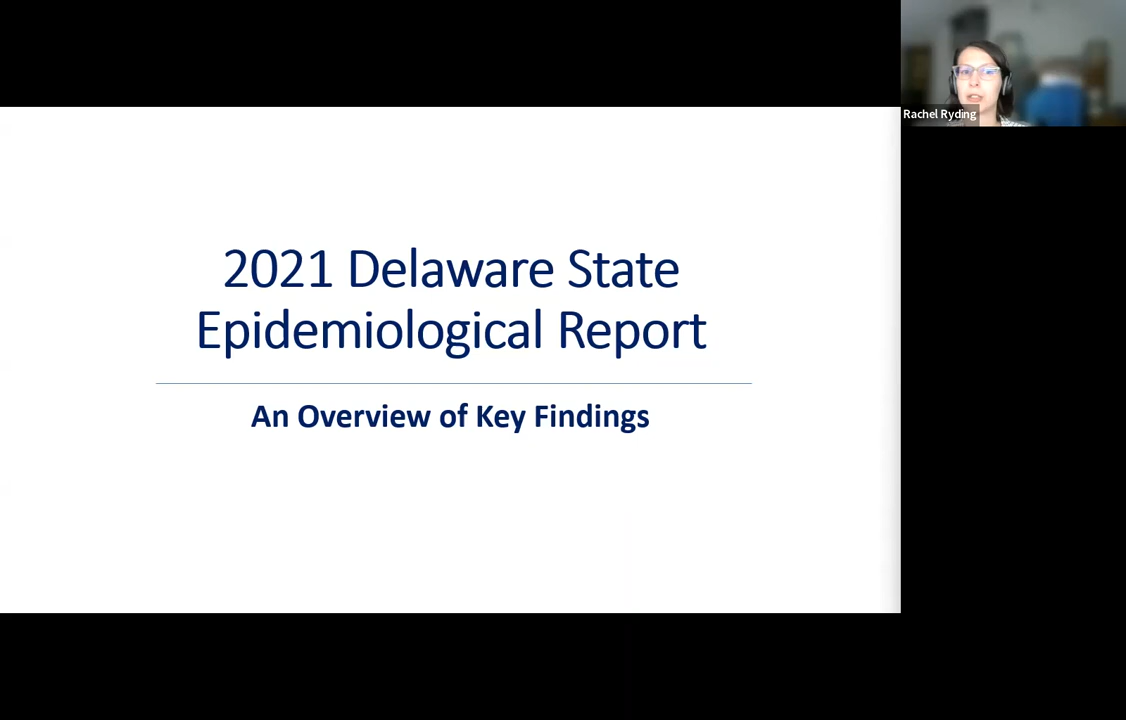 2021 Delaware State
Epidemiological Report
An Overview of Key Findings
Rachel Ryding